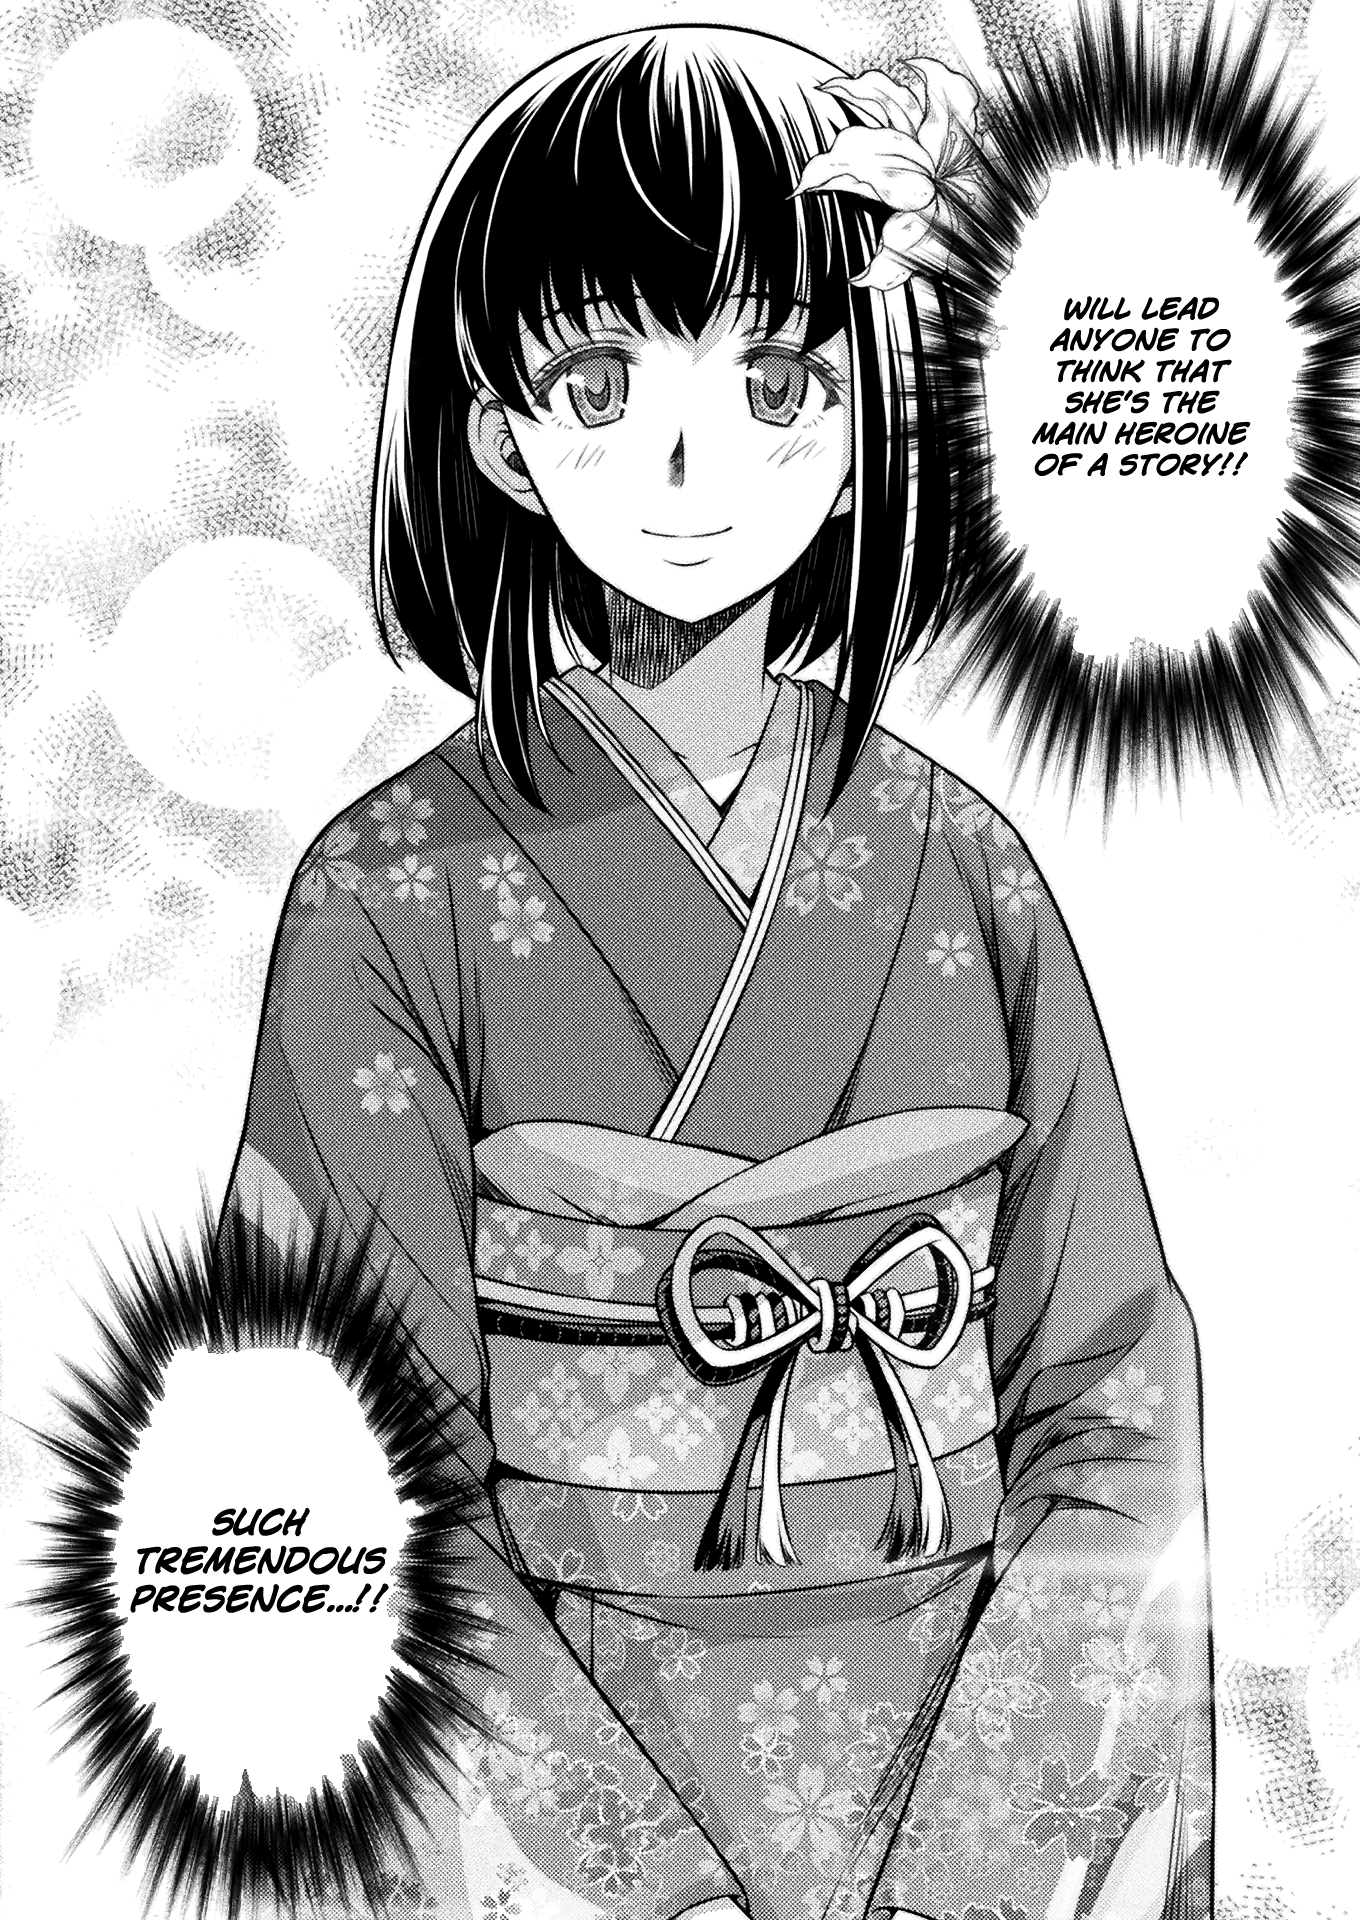 WILL LEAD
ANYONE TO
THINK THAT
SHE'S THE
MAIN HEROINE
OF A STORY!!
SUCH
TREMENDOUS
PRESENCE...!!